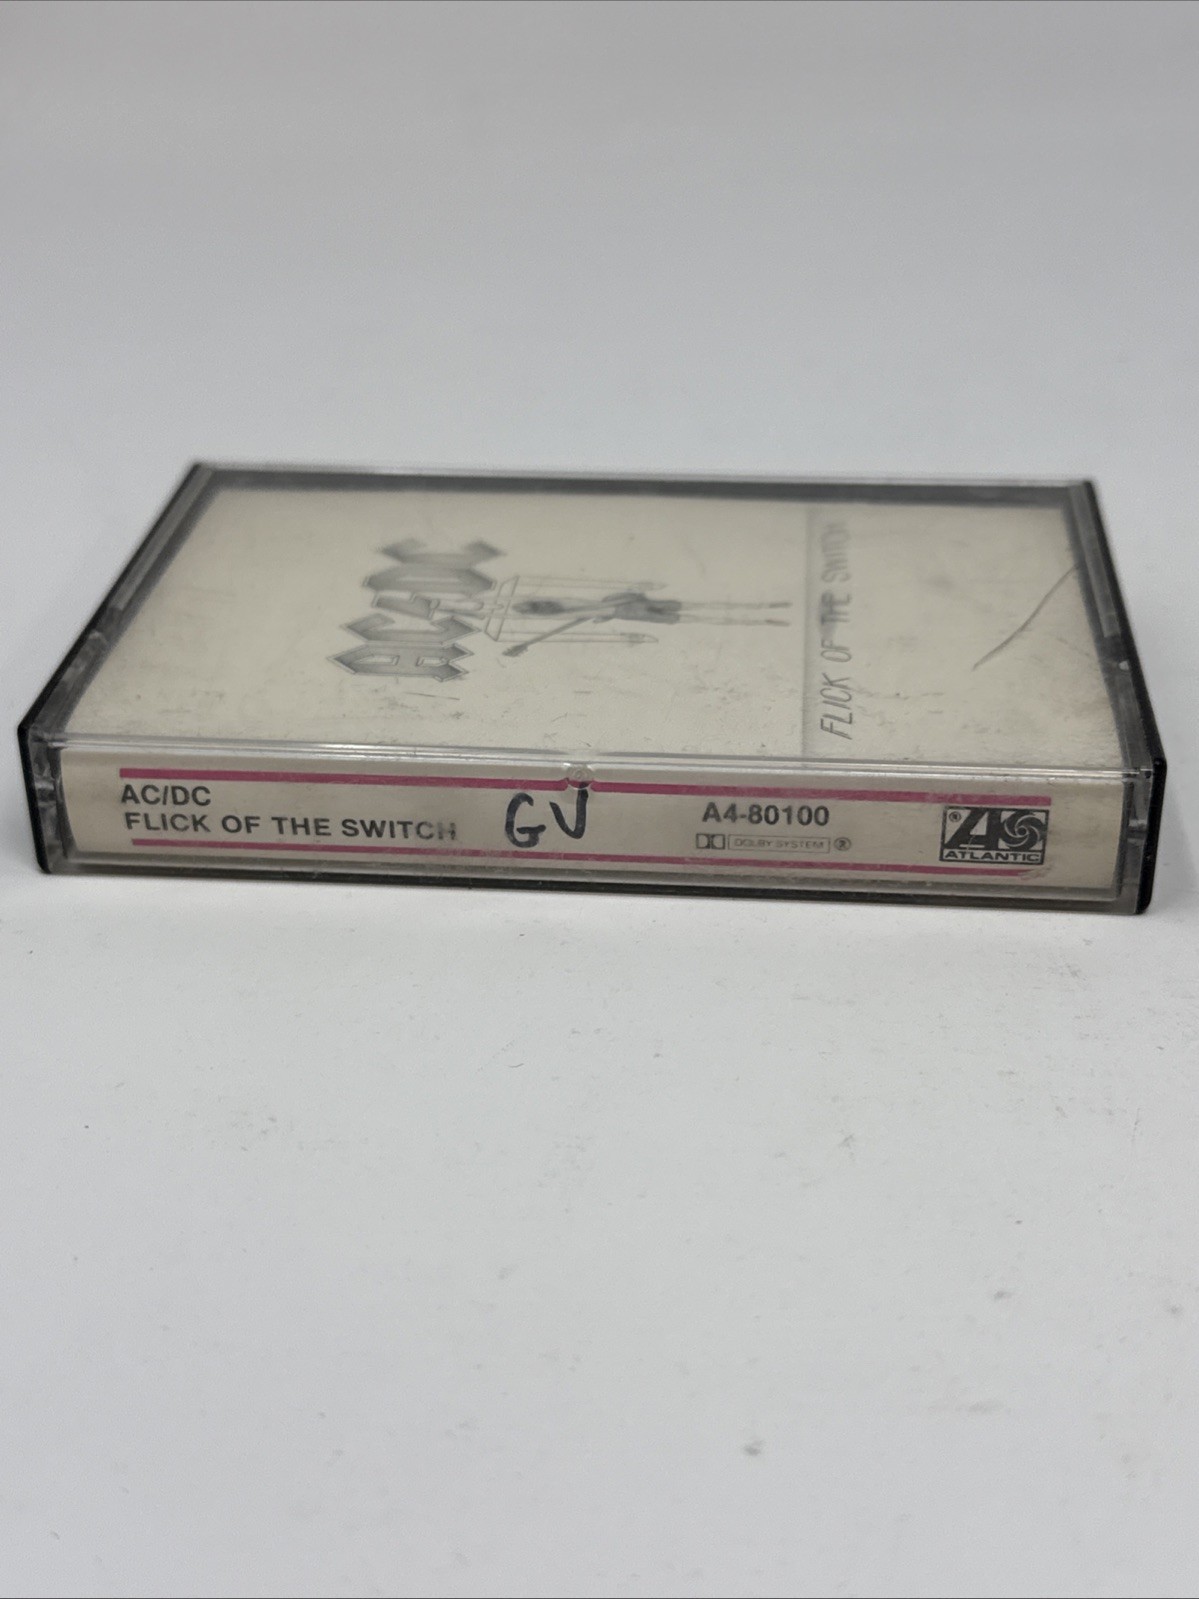 AC/DC
FLICK OF THE SWITCH
AC/DC
FLICK OF THE SWITCH
GV
A4-80100
DOLBY SYSTEM ®
® ATLANTIC